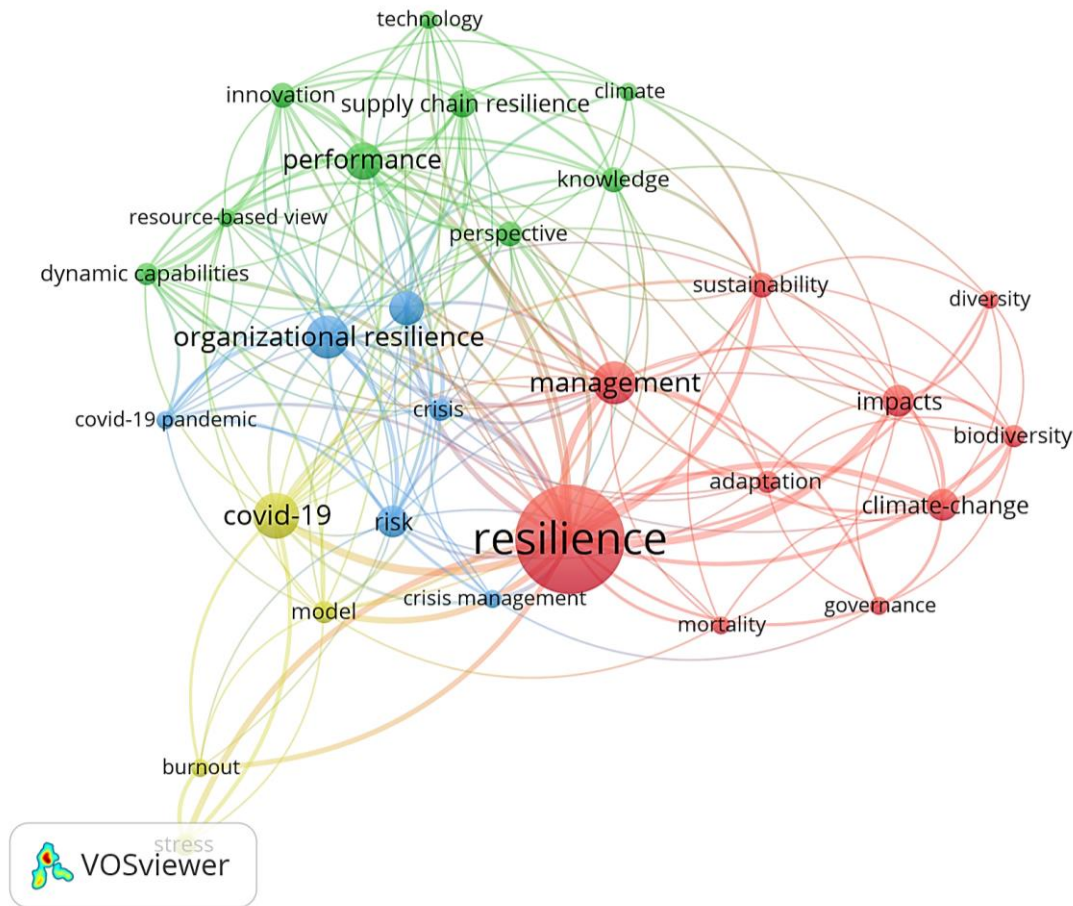 technology
innovation
supply chain resilience
climate
performance
knowledge
resource-based view
perspective
dynamic capabilities
sustainability
diversity
organizational resilience
management
impacts
crisis
covid-19 pandemic
biodiversity
adaptation
climate-change
covid-19
risk
resilience
crisis management
model
governance
mortality
burnout
stress
VOSviewer